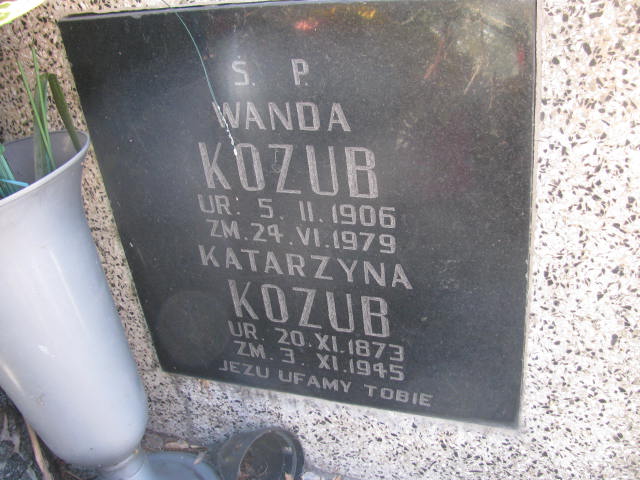 Ś. P.
WANDA
KOZUB
UR: 5. II. 1906
ZM. 24. VI. 1979
KATARZYNA
KOZUB
UR. 20. XI. 1873
ZM. 3 XI. 1945
JEZU UFAMY TOBIE